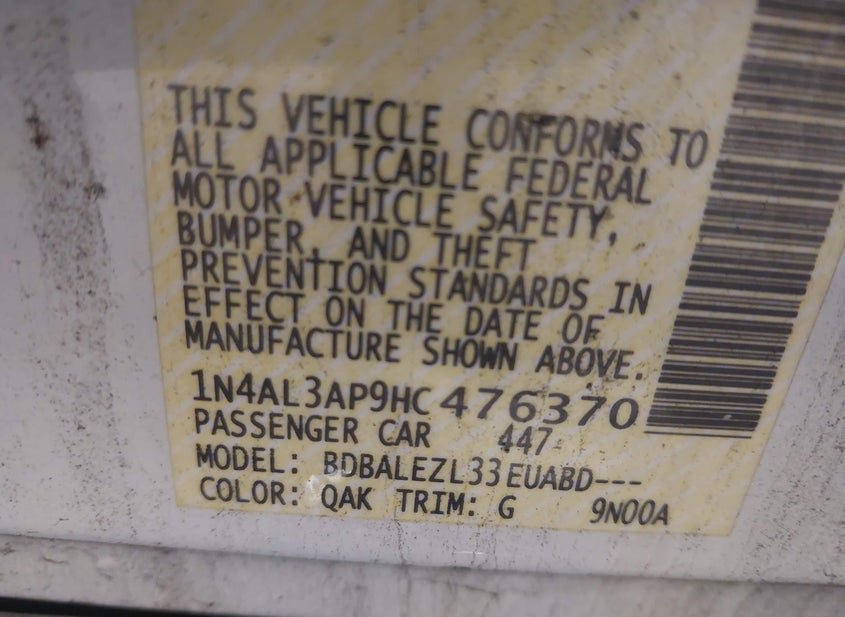 THIS VEHICLE CONFORMS TO
ALL APPLICABLE FEDERAL
MOTOR VEHICLE SAFETY,
BUMPER, AND THEFT
PREVENTION STANDARDS IN
EFFECT ON THE DATE OF
MANUFACTURE SHOWN ABOVE.
1N4AL3AP9HC476370
PASSENGER CAR 447
MODEL: BDBALEZL33EUABD---
COLOR: QAK TRIM: G 9N00A